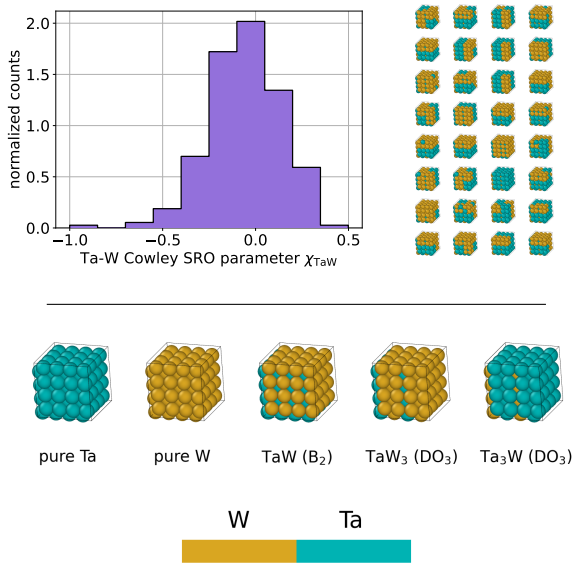 normalized counts
2.0
1.5
1.0
0.5
0.0
−1.0 −0.5 0.0 0.5
Ta-W Cowley SRO parameter χTaW
pure Ta pure W TaW (B2) TaW3 (DO3) Ta3W (DO3)
W Ta